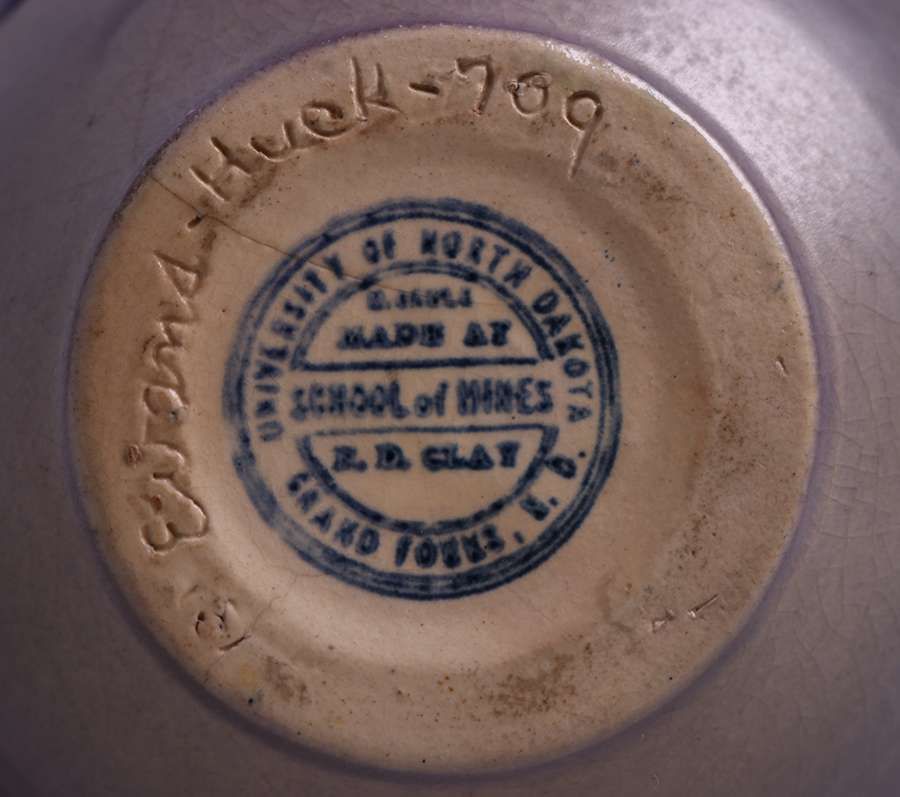 Huck-709
UNIVERSITY OF NORTH DAKOTA
MADE AT
SCHOOL of MINES
N. D. CLAY
GRAND FORKS, N. D.